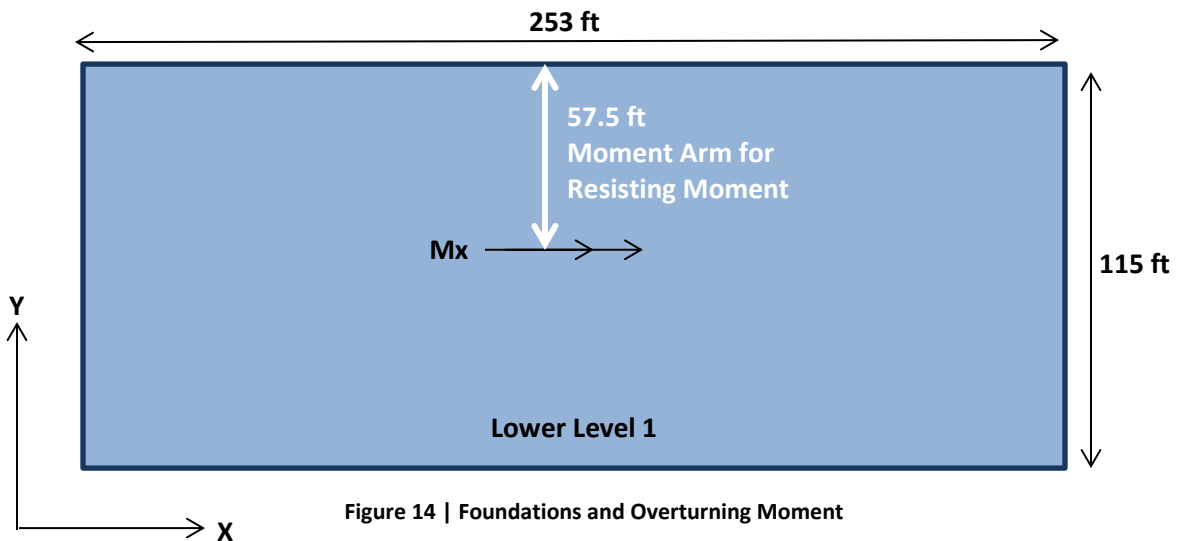 253 ft
57.5 ft
Moment Arm for
Resisting Moment
Mx
115 ft
Y
Lower Level 1
Figure 14 | Foundations and Overturning Moment
X